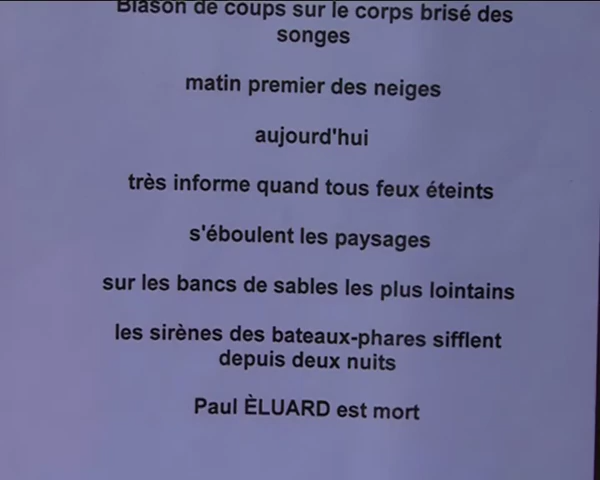 Blason de coups sur le corps brisé des
songes
matin premier des neiges
aujourd'hui
très informe quand tous feux éteints
s'éboulent les paysages
sur les bancs de sables les plus lointains
les sirènes des bateaux-phares sifflent
depuis deux nuits
Paul ÈLUARD est mort